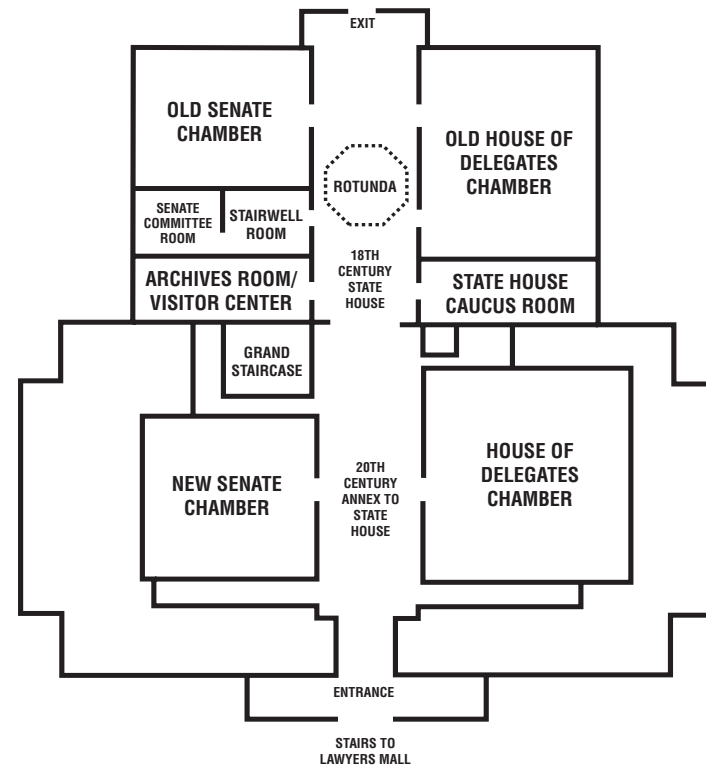 EXIT
OLD SENATE
CHAMBER
OLD HOUSE OF
DELEGATES
CHAMBER
ROTUNDA
SENATE
COMMITTEE
ROOM
STAIRWELL
ROOM
18TH
CENTURY
STATE
HOUSE
ARCHIVES ROOM/
VISITOR CENTER
STATE HOUSE
CAUCUS ROOM
GRAND
STAIRCASE
NEW SENATE
CHAMBER
20TH
CENTURY
ANNEX TO
STATE
HOUSE
HOUSE OF
DELEGATES
CHAMBER
ENTRANCE
STAIRS TO
LAWYERS MALL